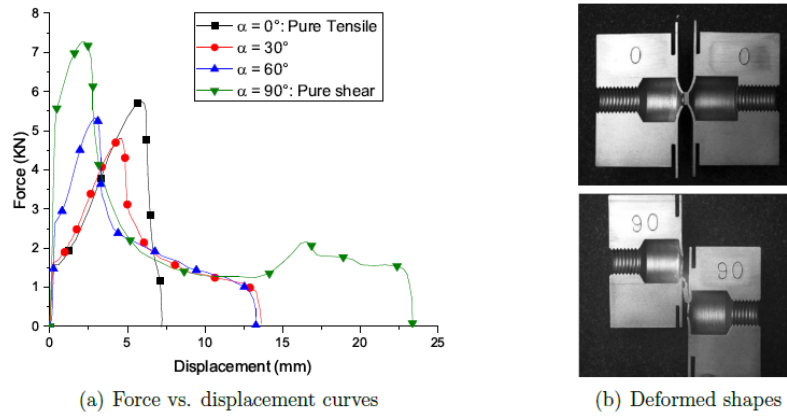 α = 0°: Pure Tensile
α = 30°
α = 60°
α = 90°: Pure shear
Force (KN)
8
7
6
5
4
3
2
1
0
0
5
10
15
20
25
Displacement (mm)
(a) Force vs. displacement curves
0 0
90
90
(b) Deformed shapes